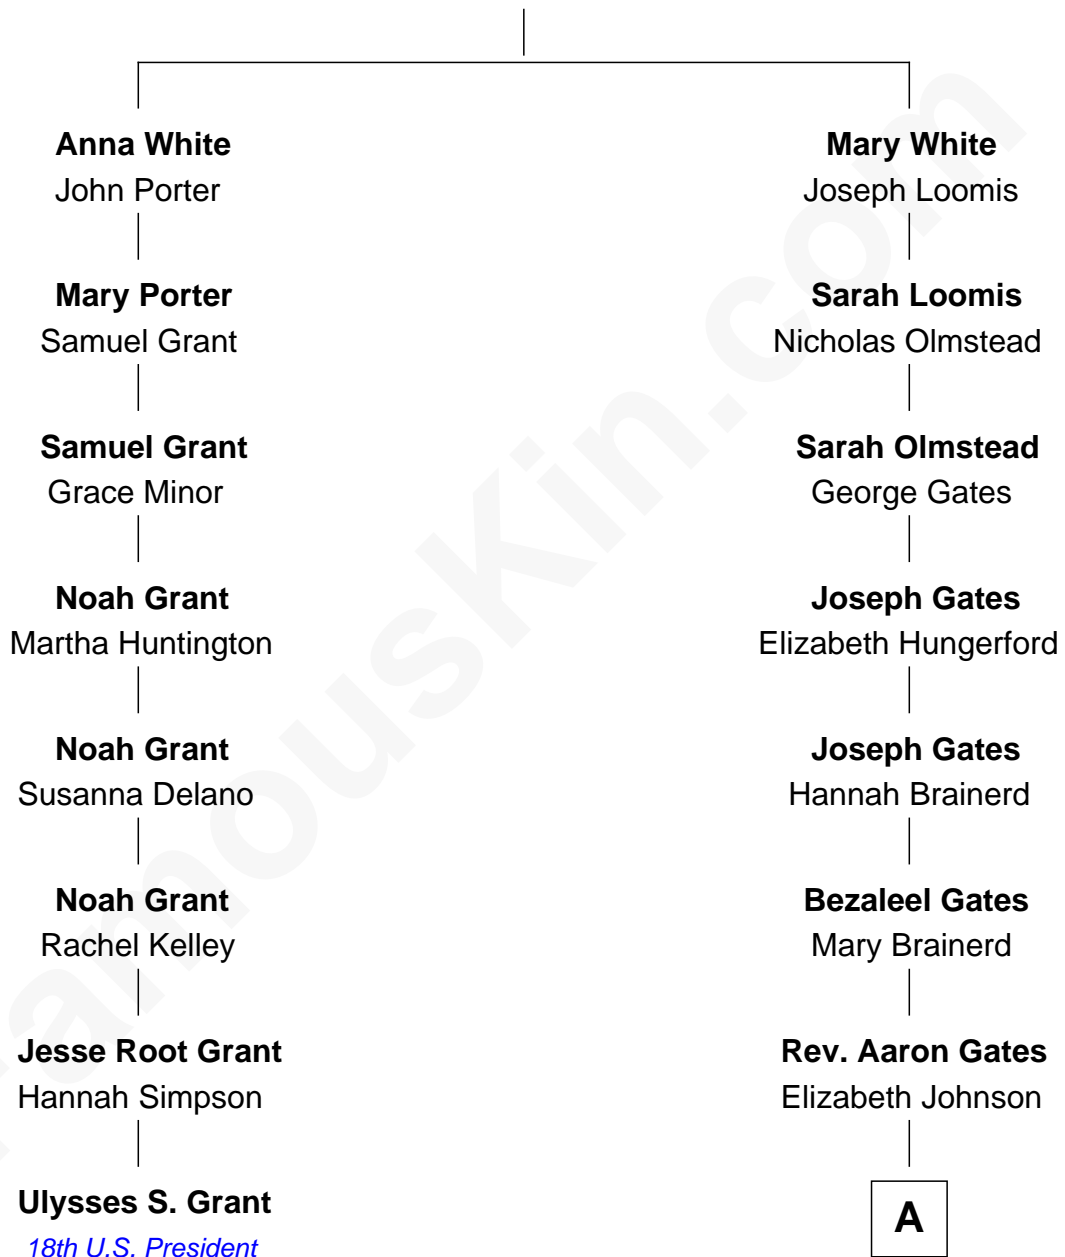 Anna White
John Porter
Mary White
Joseph Loomis
Mary Porter
Samuel Grant
Sarah Loomis
Nicholas Olmstead
Samuel Grant
Grace Minor
Sarah Olmstead
George Gates
Noah Grant
Martha Huntington
Joseph Gates
Elizabeth Hungerford
Noah Grant
Susanna Delano
Joseph Gates
Hannah Brainerd
Noah Grant
Rachel Kelley
Bezaleel Gates
Mary Brainerd
Jesse Root Grant
Hannah Simpson
Rev. Aaron Gates
Elizabeth Johnson
Ulysses S. Grant
18th U.S. President
A
FamousKin.com